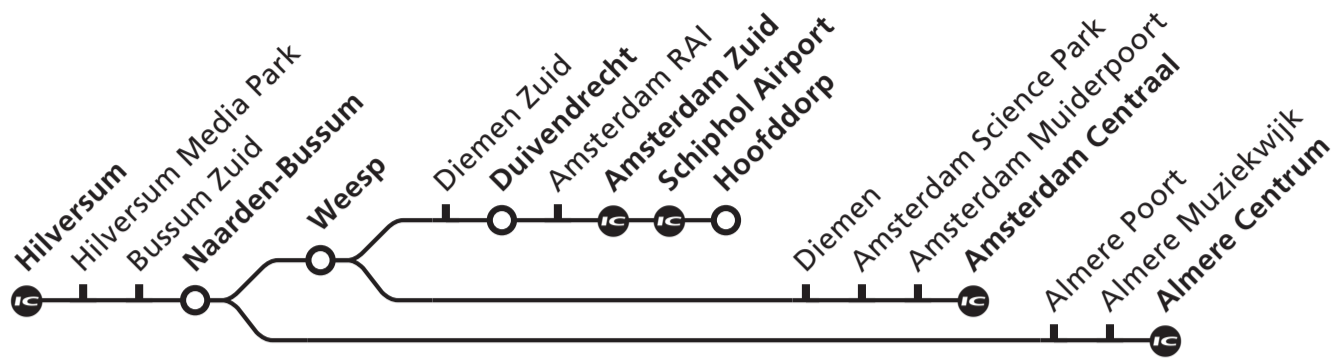 Hilversum
Hilversum Media Park
Bussum Zuid
Naarden-Bussum
Weesp
Diemen Zuid
Duivendrecht
Amsterdam RAI
Amsterdam Zuid
Schiphol Airport
Hoofddorp
Diemen
Amsterdam Science Park
Amsterdam Muiderpoort
Amsterdam Centraal
Almere Poort
Almere Muziekwijk
Almere Centrum
IC
IC
IC
IC
IC